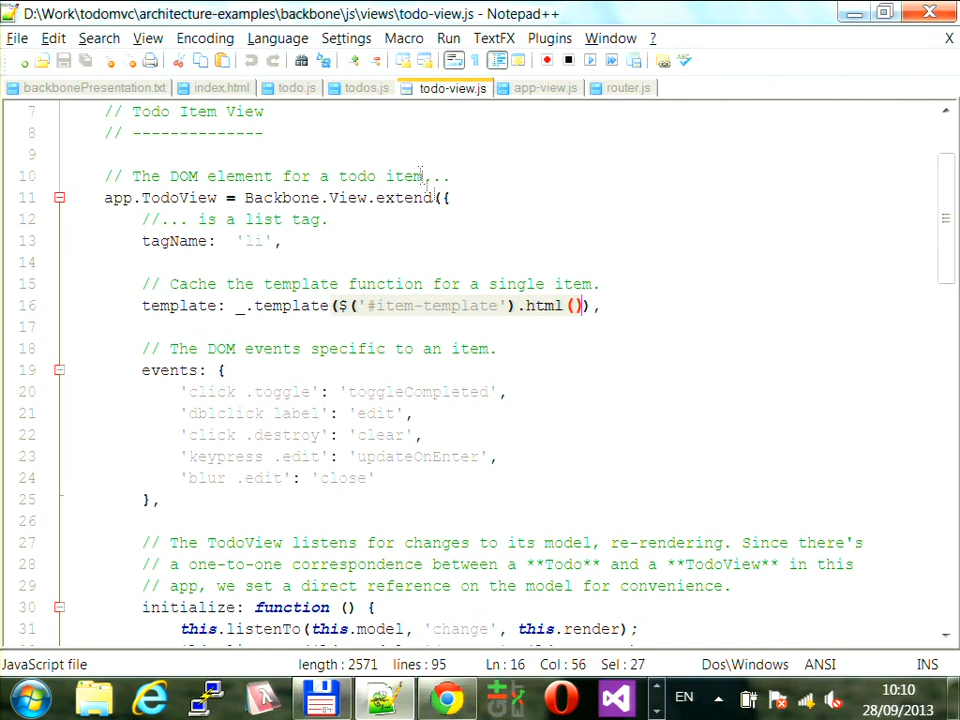 D:\Work\todomvc\architecture-examples\backbone\js\views\todo-view.js - Notepad++
File Edit Search View Encoding Language Settings Macro Run TextFX Plugins Window ? X
backbonePresentation.txt index.html todo.js todos.js todo-view.js app-view.js router.js
7 // Todo Item View
8 // --------------
9
10 // The DOM element for a todo item...
11 app.TodoView = Backbone.View.extend({
12 //... is a list tag.
13 tagName: 'li',
14
15 // Cache the template function for a single item.
16 template: _.template($('#item-template').html()),
17
18 // The DOM events specific to an item.
19 events: {
20 'click .toggle': 'toggleCompleted',
21 'dblclick label': 'edit',
22 'click .destroy': 'clear',
23 'keypress .edit': 'updateOnEnter',
24 'blur .edit': 'close'
25 },
26
27 // The TodoView listens for changes to its model, re-rendering. Since there's
28 // a one-to-one correspondence between a **Todo** and a **TodoView** in this
29 // app, we set a direct reference on the model for convenience.
30 initialize: function () {
31 this.listenTo(this.model, 'change', this.render);
JavaScript file length : 2571 lines : 95 Ln : 16 Col : 56 Sel : 27 Dos\Windows ANSI INS
EN 10:10
28/09/2013